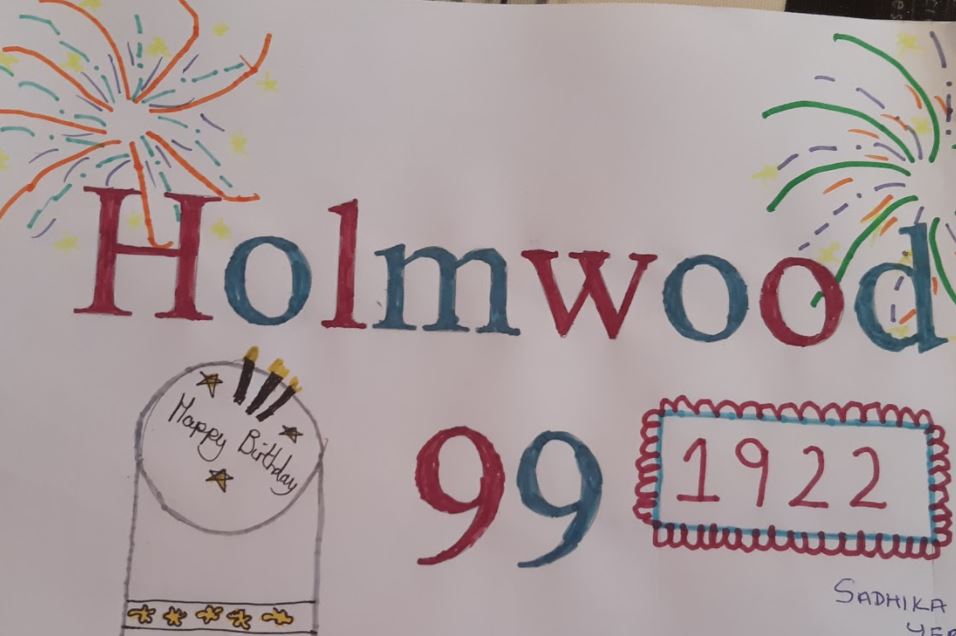 Holmwood
Happy Birthday
99
1922
SADHIKA